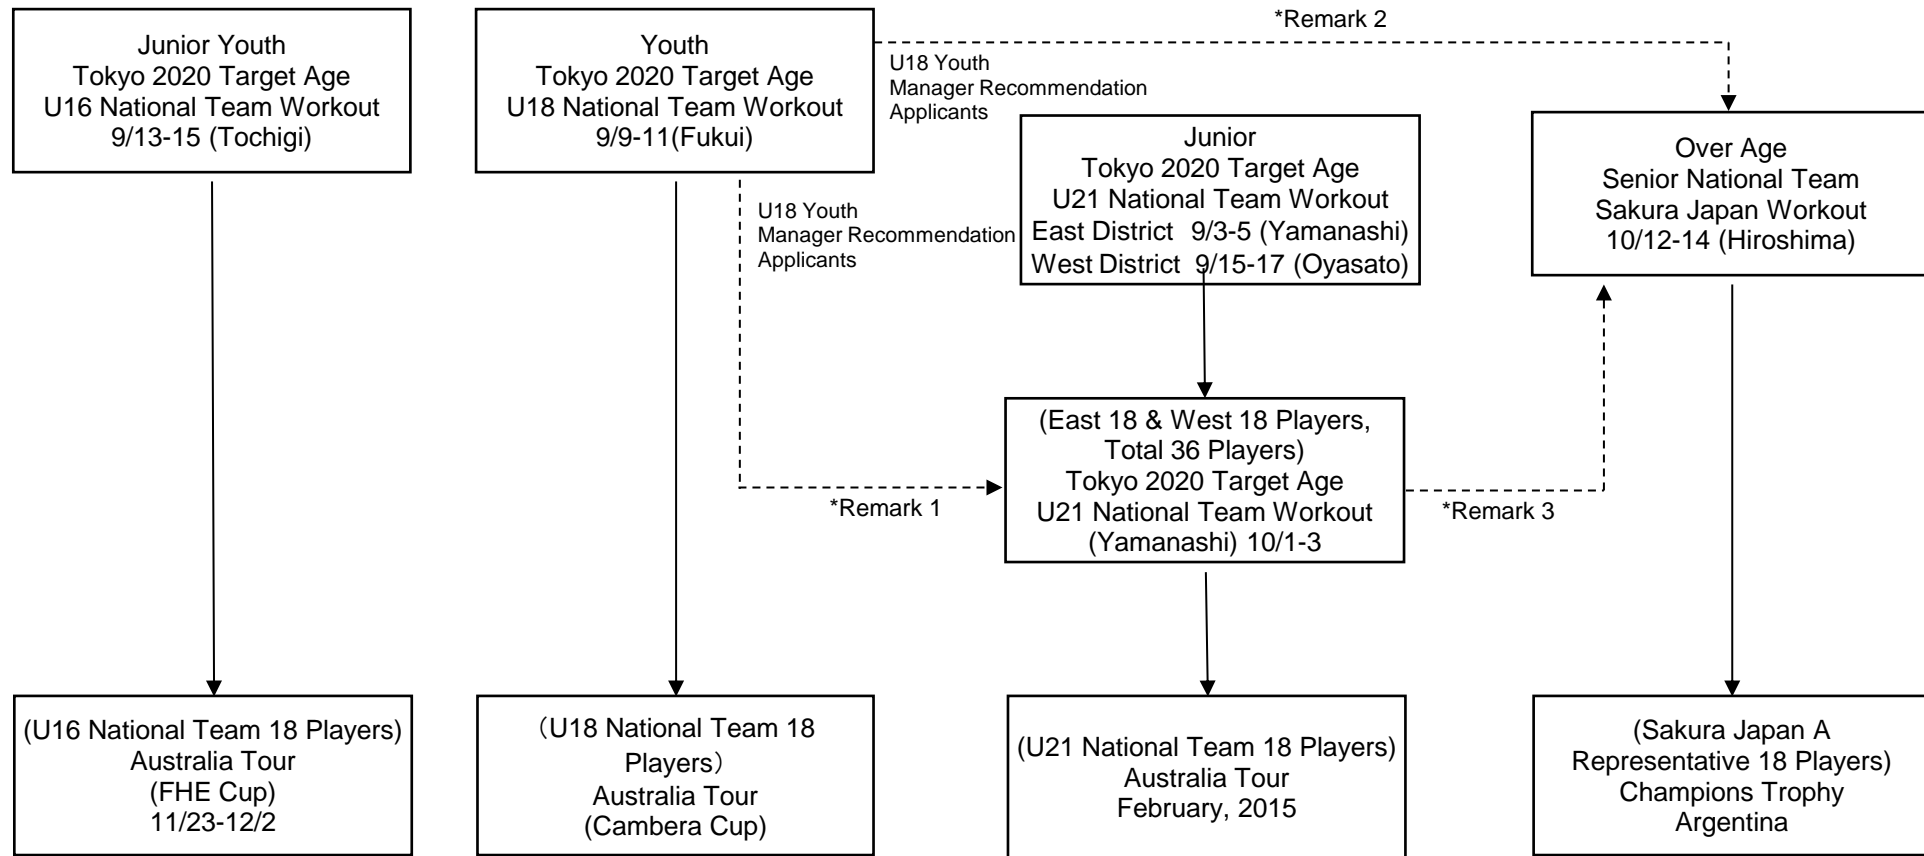 Junior Youth
Tokyo 2020 Target Age
U16 National Team Workout
9/13-15 (Tochigi)
Youth
Tokyo 2020 Target Age
U18 National Team Workout
9/9-11(Fukui)
*Remark 2
U18 Youth
Manager Recommendation
Applicants
Junior
Tokyo 2020 Target Age
U21 National Team Workout
East District  9/3-5 (Yamanashi)
West District  9/15-17 (Oyasato)
Over Age
Senior National Team
Sakura Japan Workout
10/12-14 (Hiroshima)
U18 Youth
Manager Recommendation
Applicants
(East 18 & West 18 Players,
Total 36 Players)
Tokyo 2020 Target Age
U21 National Team Workout
(Yamanashi) 10/1-3
*Remark 1
*Remark 3
(U16 National Team 18 Players)
Australia Tour
(FHE Cup)
11/23-12/2
（U18 National Team 18
Players）
Australia Tour
(Cambera Cup)
(U21 National Team 18 Players)
Australia Tour
February, 2015
(Sakura Japan A
Representative 18 Players)
Champions Trophy
Argentina